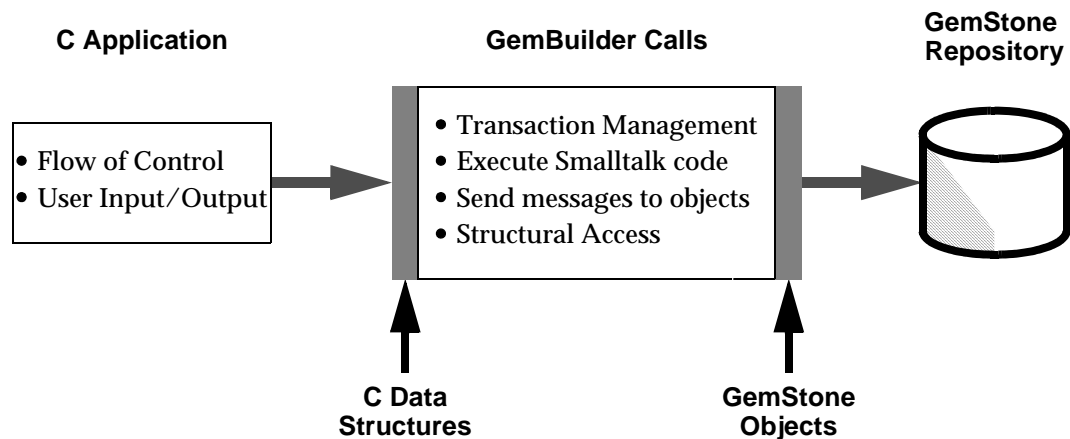 C Application
GemBuilder Calls
GemStone
Repository
• Flow of Control
• User Input/Output
• Transaction Management
• Execute Smalltalk code
• Send messages to objects
• Structural Access
C Data
Structures
GemStone
Objects